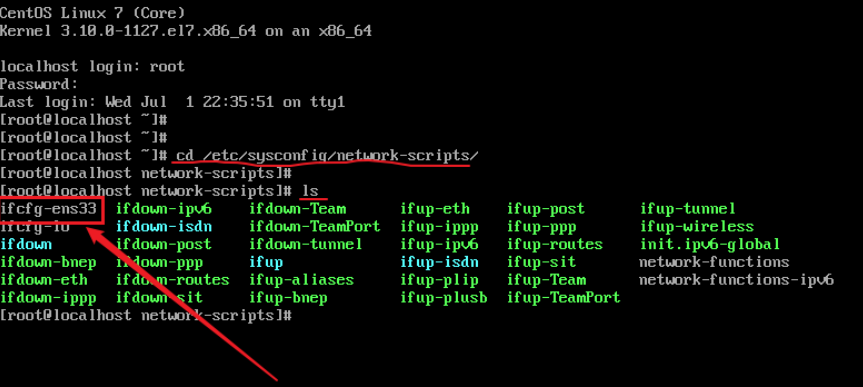 CentOS Linux 7 (Core)
Kernel 3.10.0-1127.el7.x86_64 on an x86_64
localhost login: root
Password:
Last login: Wed Jul  1 22:35:51 on tty1
[root@localhost ~]#
[root@localhost ~]#
[root@localhost ~]# cd /etc/sysconfig/network-scripts/
[root@localhost network-scripts]#
[root@localhost network-scripts]# ls
ifcfg-ens33  ifdown-ipv6  ifdown-Team  ifup-eth  ifup-post  ifup-tunnel
ifcfg-lo  ifdown-isdn  ifdown-TeamPort  ifup-ippp  ifup-ppp  ifup-wireless
ifdown  ifdown-post  ifdown-tunnel  ifup-ipv6  ifup-routes  init.ipv6-global
ifdown-bnep  ifdown-ppp  ifup  ifup-isdn  ifup-sit  network-functions
ifdown-eth  ifdown-routes  ifup-aliases  ifup-plip  ifup-Team  network-functions-ipv6
ifdown-ippp  ifdown-sit  ifup-bnep  ifup-plusb  ifup-TeamPort
[root@localhost network-scripts]#